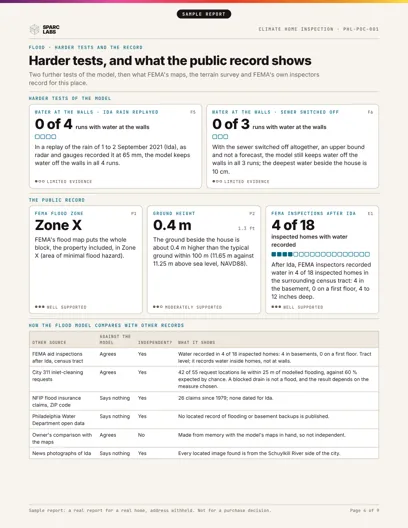 SAMPLE REPORT
SPARC
LABS
CLIMATE HOME INSPECTION · PHL-POC-001
FLOOD · HARDER TESTS AND THE RECORD
Harder tests, and what the public record shows
Two further tests of the model, then FEMA's maps, the terrain survey and FEMA's own inspectors
record for this place.
HARDER TESTS OF THE MODEL
WATER AT THE WALLS · IDA RAIN REPLAYED F5
0 of 4 runs with water at the walls
In a replay of the rain of 1 to 2 September 2021 (Ida), as
radar and gauges recorded it at 65 mm, the model keeps
water off the walls in all 4 runs.
LIMITED EVIDENCE
WATER AT THE WALLS · SEWER SWITCHED OFF F6
0 of 3 runs with water at the walls
With the sewer switched off altogether, an upper bound
and not a forecast, the model still keeps water off the
walls in all 3 runs; the deepest water beside the house is
10 cm.
LIMITED EVIDENCE
THE PUBLIC RECORD
FEMA FLOOD ZONE P1
Zone X
FEMA's flood map puts the whole
block, the property included, in Zone
X (area of minimal flood hazard).
WELL SUPPORTED
GROUND HEIGHT P2
0.4 m 1.3 ft
The ground beside the house is
about 0.4 m higher than the typical
ground within 100 m (11.65 m against
11.25 m above sea level, NAVD88).
MODERATELY SUPPORTED
FEMA INSPECTIONS AFTER IDA E1
4 of 18
inspected homes with water
recorded
After Ida, FEMA inspectors recorded
water in 4 of 18 inspected homes in
the surrounding census tract: 4 in
the basement, 0 on a first floor, 4 to
12 inches deep.
WELL SUPPORTED
HOW THE FLOOD MODEL COMPARES WITH OTHER RECORDS
OTHER SOURCE AGAINST THE MODEL INDEPENDENT? WHAT IT SHOWS
FEMA aid inspections after Ida, census tract Agrees Yes Water recorded in 4 of 18 inspected homes: 4 in basements, 0 on a first floor. Tract
level; it records water inside homes, not at walls.
City 311 inlet-cleaning requests Agrees Yes 42 of 55 request locations lie within 25 m of modelled flooding, against 60 %
expected by chance. A blocked drain is not a flood, and the result depends on the
measure chosen.
NFIP flood insurance claims, ZIP code Says nothing Yes 28 claims since 1979; none dated for Ida.
Philadelphia Water Department open data Says nothing Yes No located record of flooding or basement backups is published.
Owner's comparison with the maps Agrees No Made from memory with the model's maps in hand, so not independent.
News photographs of Ida Says nothing Yes Every located image found is from the Schuylkill River side of the city.
Sample report: a real report for a real home, address withheld. Not for a purchase decision. Page 6 of 9